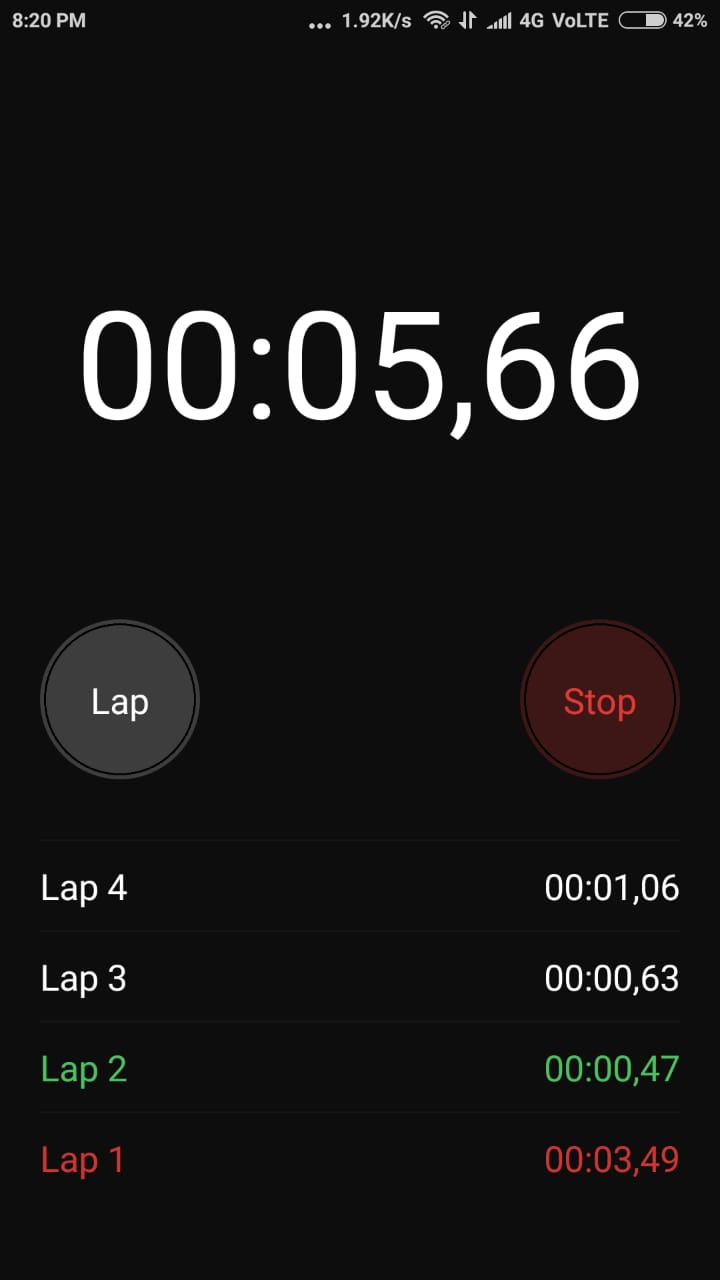 8:20 PM ... 1.92K/s 4G VoLTE 42%
00:05,66
Lap Stop
Lap 4 00:01,06
Lap 3 00:00,63
Lap 2 00:00,47
Lap 1 00:03,49